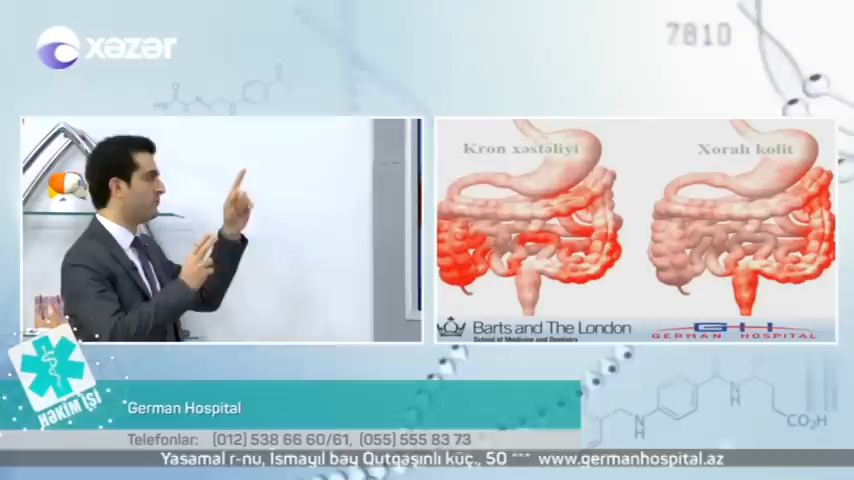 xəzər
7810
Kron xəstəliyi
Xoralı kolit
Barts and The London
School of Medicine and Dentistry
GH
GERMAN HOSPITAL
HƏKİM İŞİ
German Hospital
Telefonlar: (012) 538 66 60/61, (055) 555 83 73
Yasamal r-nu, İsmayıl bəy Qutqaşınlı küç., 50 *** www.germanhospital.az
N
H
N
H
CO₂H